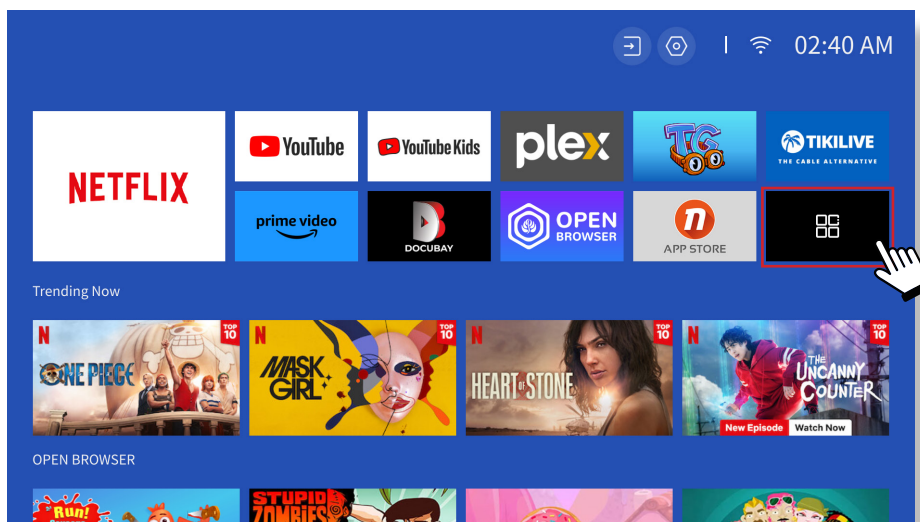 02:40 AM
NETFLIX
YouTube
YouTube Kids
plex
TG
TIKILIVE
THE CABLE ALTERNATIVE
prime video
B
DOCUBAY
OPEN
BROWSER
n
APP STORE
Trending Now
N
TOP
10
ONE PIECE
N
TOP
10
MASK
GIRL
N
TOP
10
HEART OF STONE
N
TOP
10
THE
UNCANNY
COUNTER
New Episode
Watch Now
OPEN BROWSER
Run!
STUPID
ZOMBIES